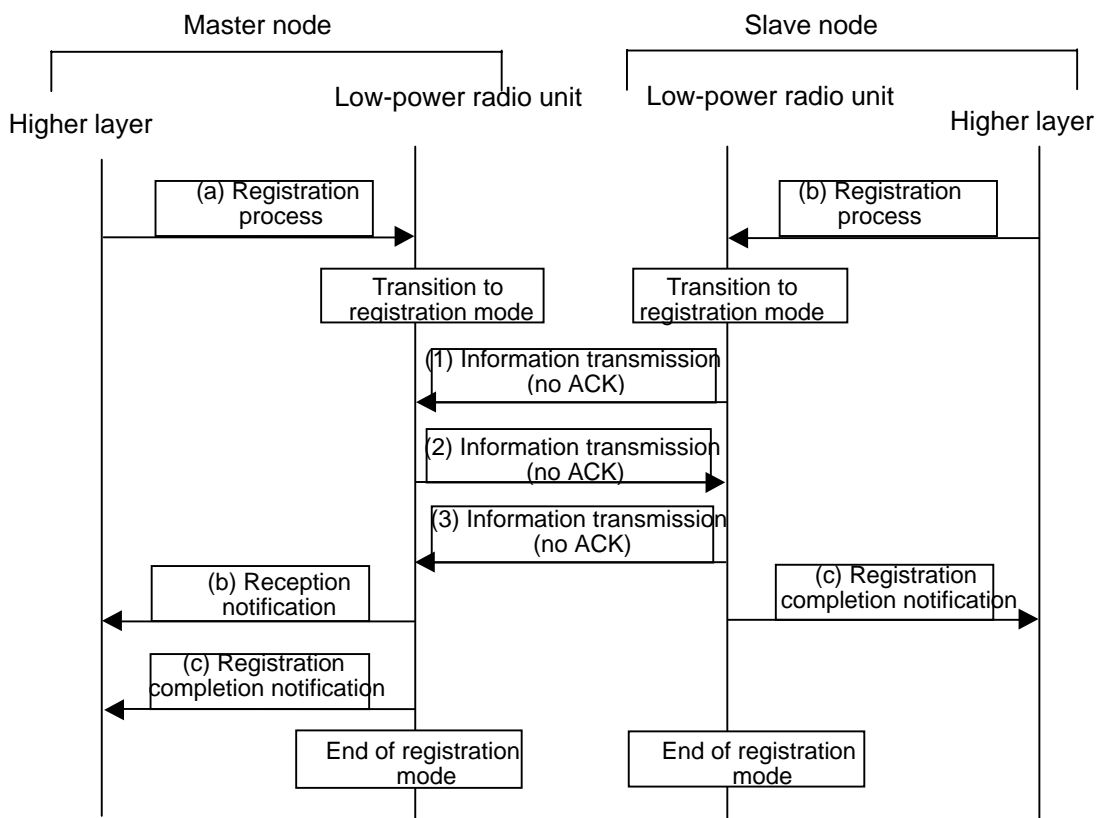 Master node
Slave node
Low-power radio unit
Low-power radio unit
Higher layer
Higher layer
(a) Registration
process
(b) Registration
process
Transition to
registration mode
Transition to
registration mode
(1) Information transmission
(no ACK)
(2) Information transmission
(no ACK)
(3) Information transmission
(no ACK)
(b) Reception
notification
(c) Registration
completion notification
(c) Registration
completion notification
End of registration
mode
End of registration
mode